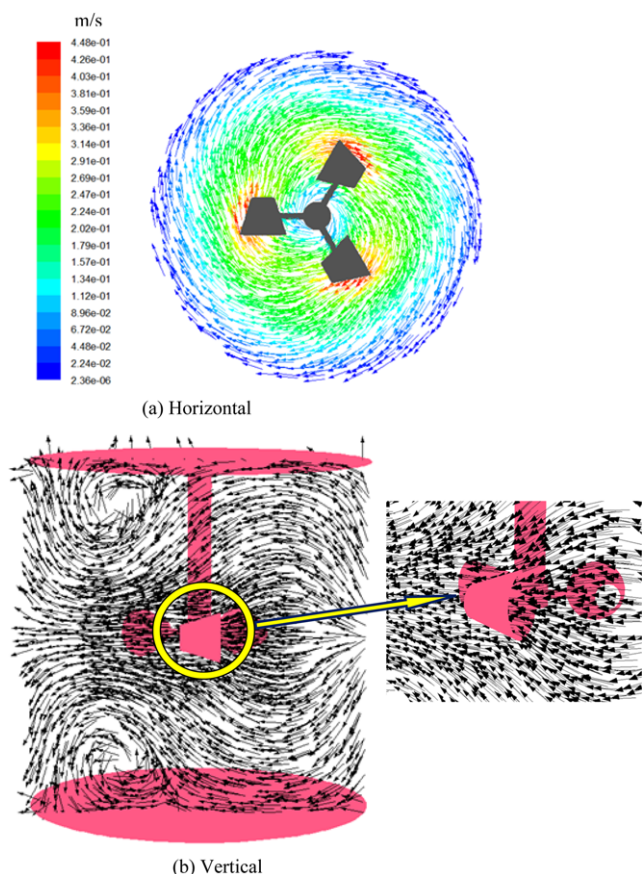 m/s
4.48e-01
4.26e-01
4.03e-01
3.81e-01
3.59e-01
3.36e-01
3.14e-01
2.91e-01
2.69e-01
2.47e-01
2.24e-01
2.02e-01
1.79e-01
1.57e-01
1.34e-01
1.12e-01
8.96e-02
6.72e-02
4.48e-02
2.24e-02
2.36e-06
(a) Horizontal
(b) Vertical